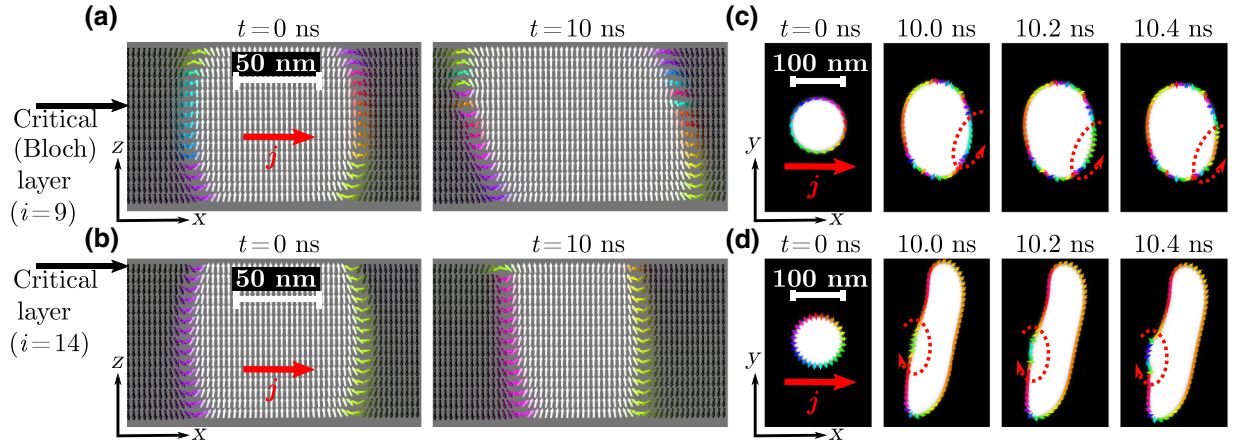 (a)
t=0 ns
t=10 ns
50 nm
j
Critical
(Bloch)
layer
(i=9)
z
x
(b)
t=0 ns
t=10 ns
50 nm
j
Critical
layer
(i=14)
z
x
(c)
t=0 ns
10.0 ns
10.2 ns
10.4 ns
100 nm
j
y
x
(d)
t=0 ns
10.0 ns
10.2 ns
10.4 ns
100 nm
j
y
x